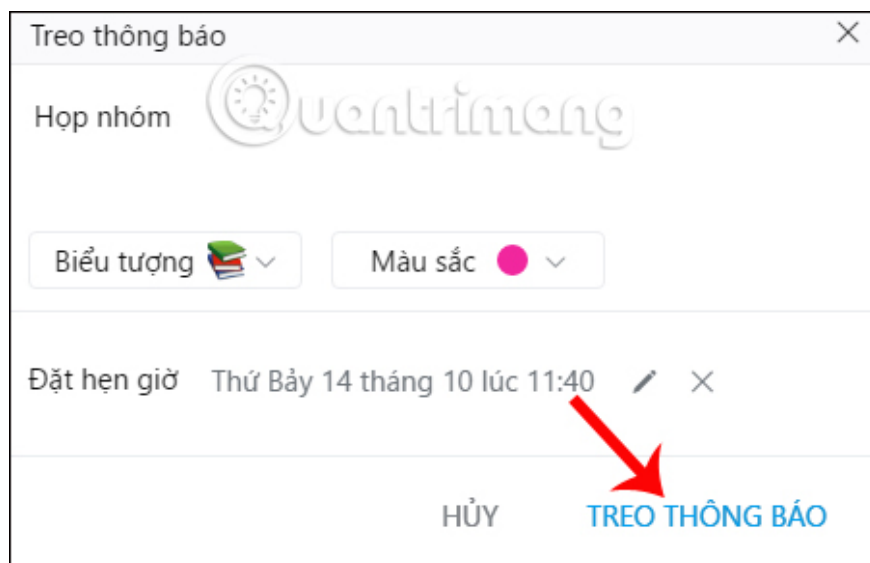 Treo thông báo
Quantrimang
Họp nhóm
Biểu tượng
Màu sắc
Đặt hẹn giờ Thứ Bảy 14 tháng 10 lúc 11:40
HỦY TREO THÔNG BÁO